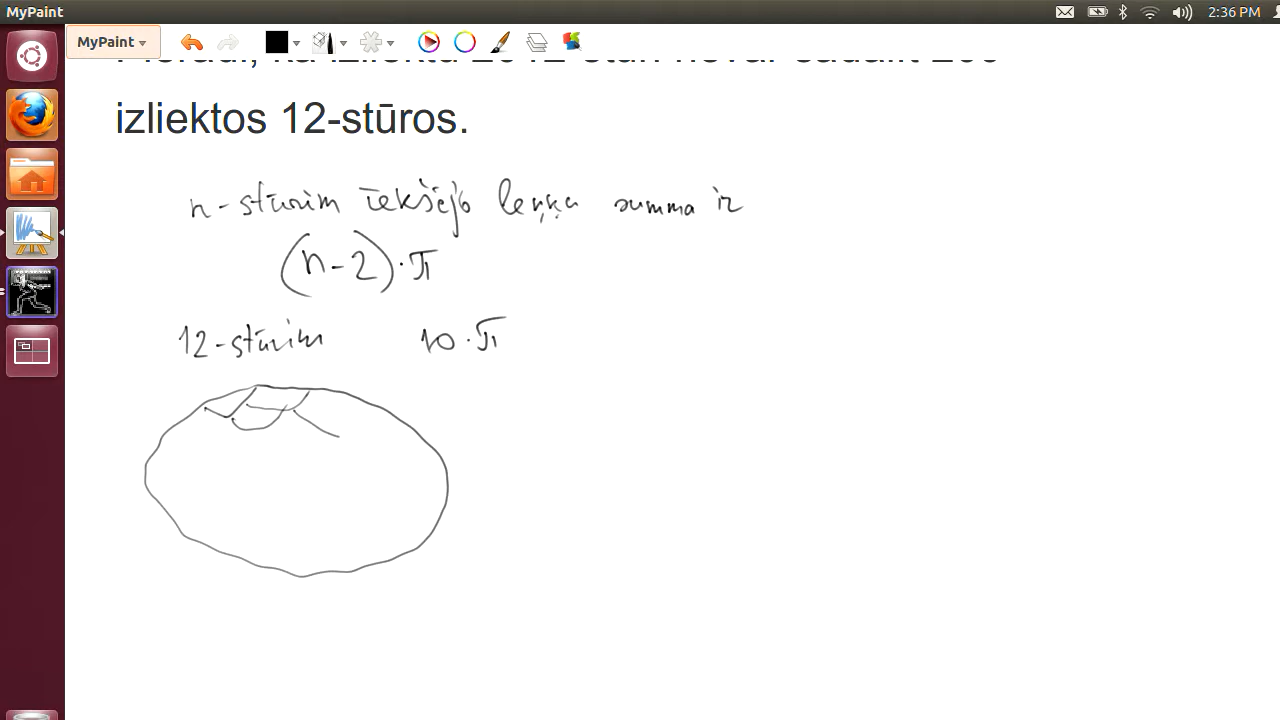 MyPaint
2:36 PM
MyPaint
izliektos 12-stūros.
n-stūrim iekšējo leņķu summa ir
(n-2)·π
12-stūrim 10·π